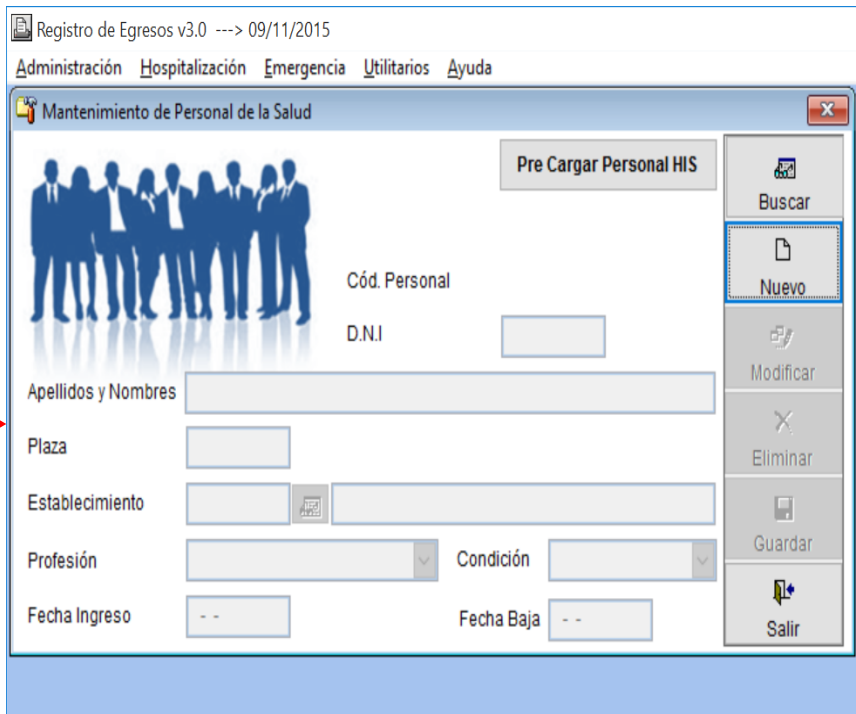 Registro de Egresos v3.0 ---> 09/11/2015
Administración Hospitalización Emergencia Utilitarios Ayuda
Mantenimiento de Personal de la Salud
Pre Cargar Personal HIS
Buscar
Nuevo
Cód. Personal
D.N.I
Modificar
Apellidos y Nombres
Plaza
Eliminar
Establecimiento
Guardar
Profesión Condición
Fecha Ingreso - - Fecha Baja - -
Salir